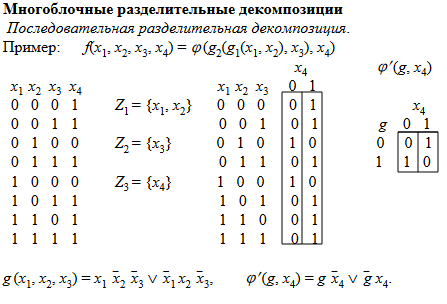 Многоблочные разделительные декомпозиции
Последовательная разделительная декомпозиция.
Пример: f(x₁, x₂, x₃, x₄) = φ(g₂(g₁(x₁, x₂), x₃), x₄)
x₄ φ′(g, x₄)
x₁ x₂ x₃ x₄ x₁ x₂ x₃ 0 1
0 0 0 1 Z₁ = {x₁, x₂} 0 0 0 0 1 x₄
0 0 1 1 0 0 1 0 1 g 0 1
0 1 0 0 Z₂ = {x₃} 0 1 0 1 0 0 0 1
0 1 1 1 0 1 1 0 1 1 1 0
1 0 0 0 Z₃ = {x₄} 1 0 0 1 0
1 0 1 1 1 0 1 0 1
1 1 0 1 1 1 0 0 1
1 1 1 1 1 1 1 0 1
g (x₁, x₂, x₃) = x₁ x̄₂ x̄₃ ∨ x̄₁ x₂ x̄₃, φ′(g, x₄) = g x̄₄ ∨ ḡ x₄.